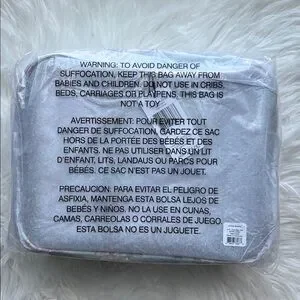 WARNING: TO AVOID DANGER OF
SUFFOCATION, KEEP THIS BAG AWAY FROM
BABIES AND CHILDREN. DO NOT USE IN CRIBS,
BEDS, CARRIAGES OR PLAYPENS, THIS BAG IS
NOT A TOY
AVERTISSEMENT: POUR EVITER TOUT
DANGER DE SUFFOCATION, GARDEZ CE SAC
HORS DE LA PORTÉE DES BÉBÉS ET DES
ENFANTS. NE PAS UTILISER DANS UN LIT
D'ENFANT, LITS, LANDAUS OU PARCS POUR
BÉBÉS. CE SAC N'EST PAS UN JOUET.
PRECAUCION: PARA EVITAR EL PELIGRO DE
ASFIXIA, MANTENGA ESTA BOLSA LEJOS DE
BEBÉS Y NIÑOS. NO LA USE EN CUNAS,
CAMAS, CARREOLAS O CORRALES DE JUEGO.
ESTA BOLSA NO ES UN JUGUETE.